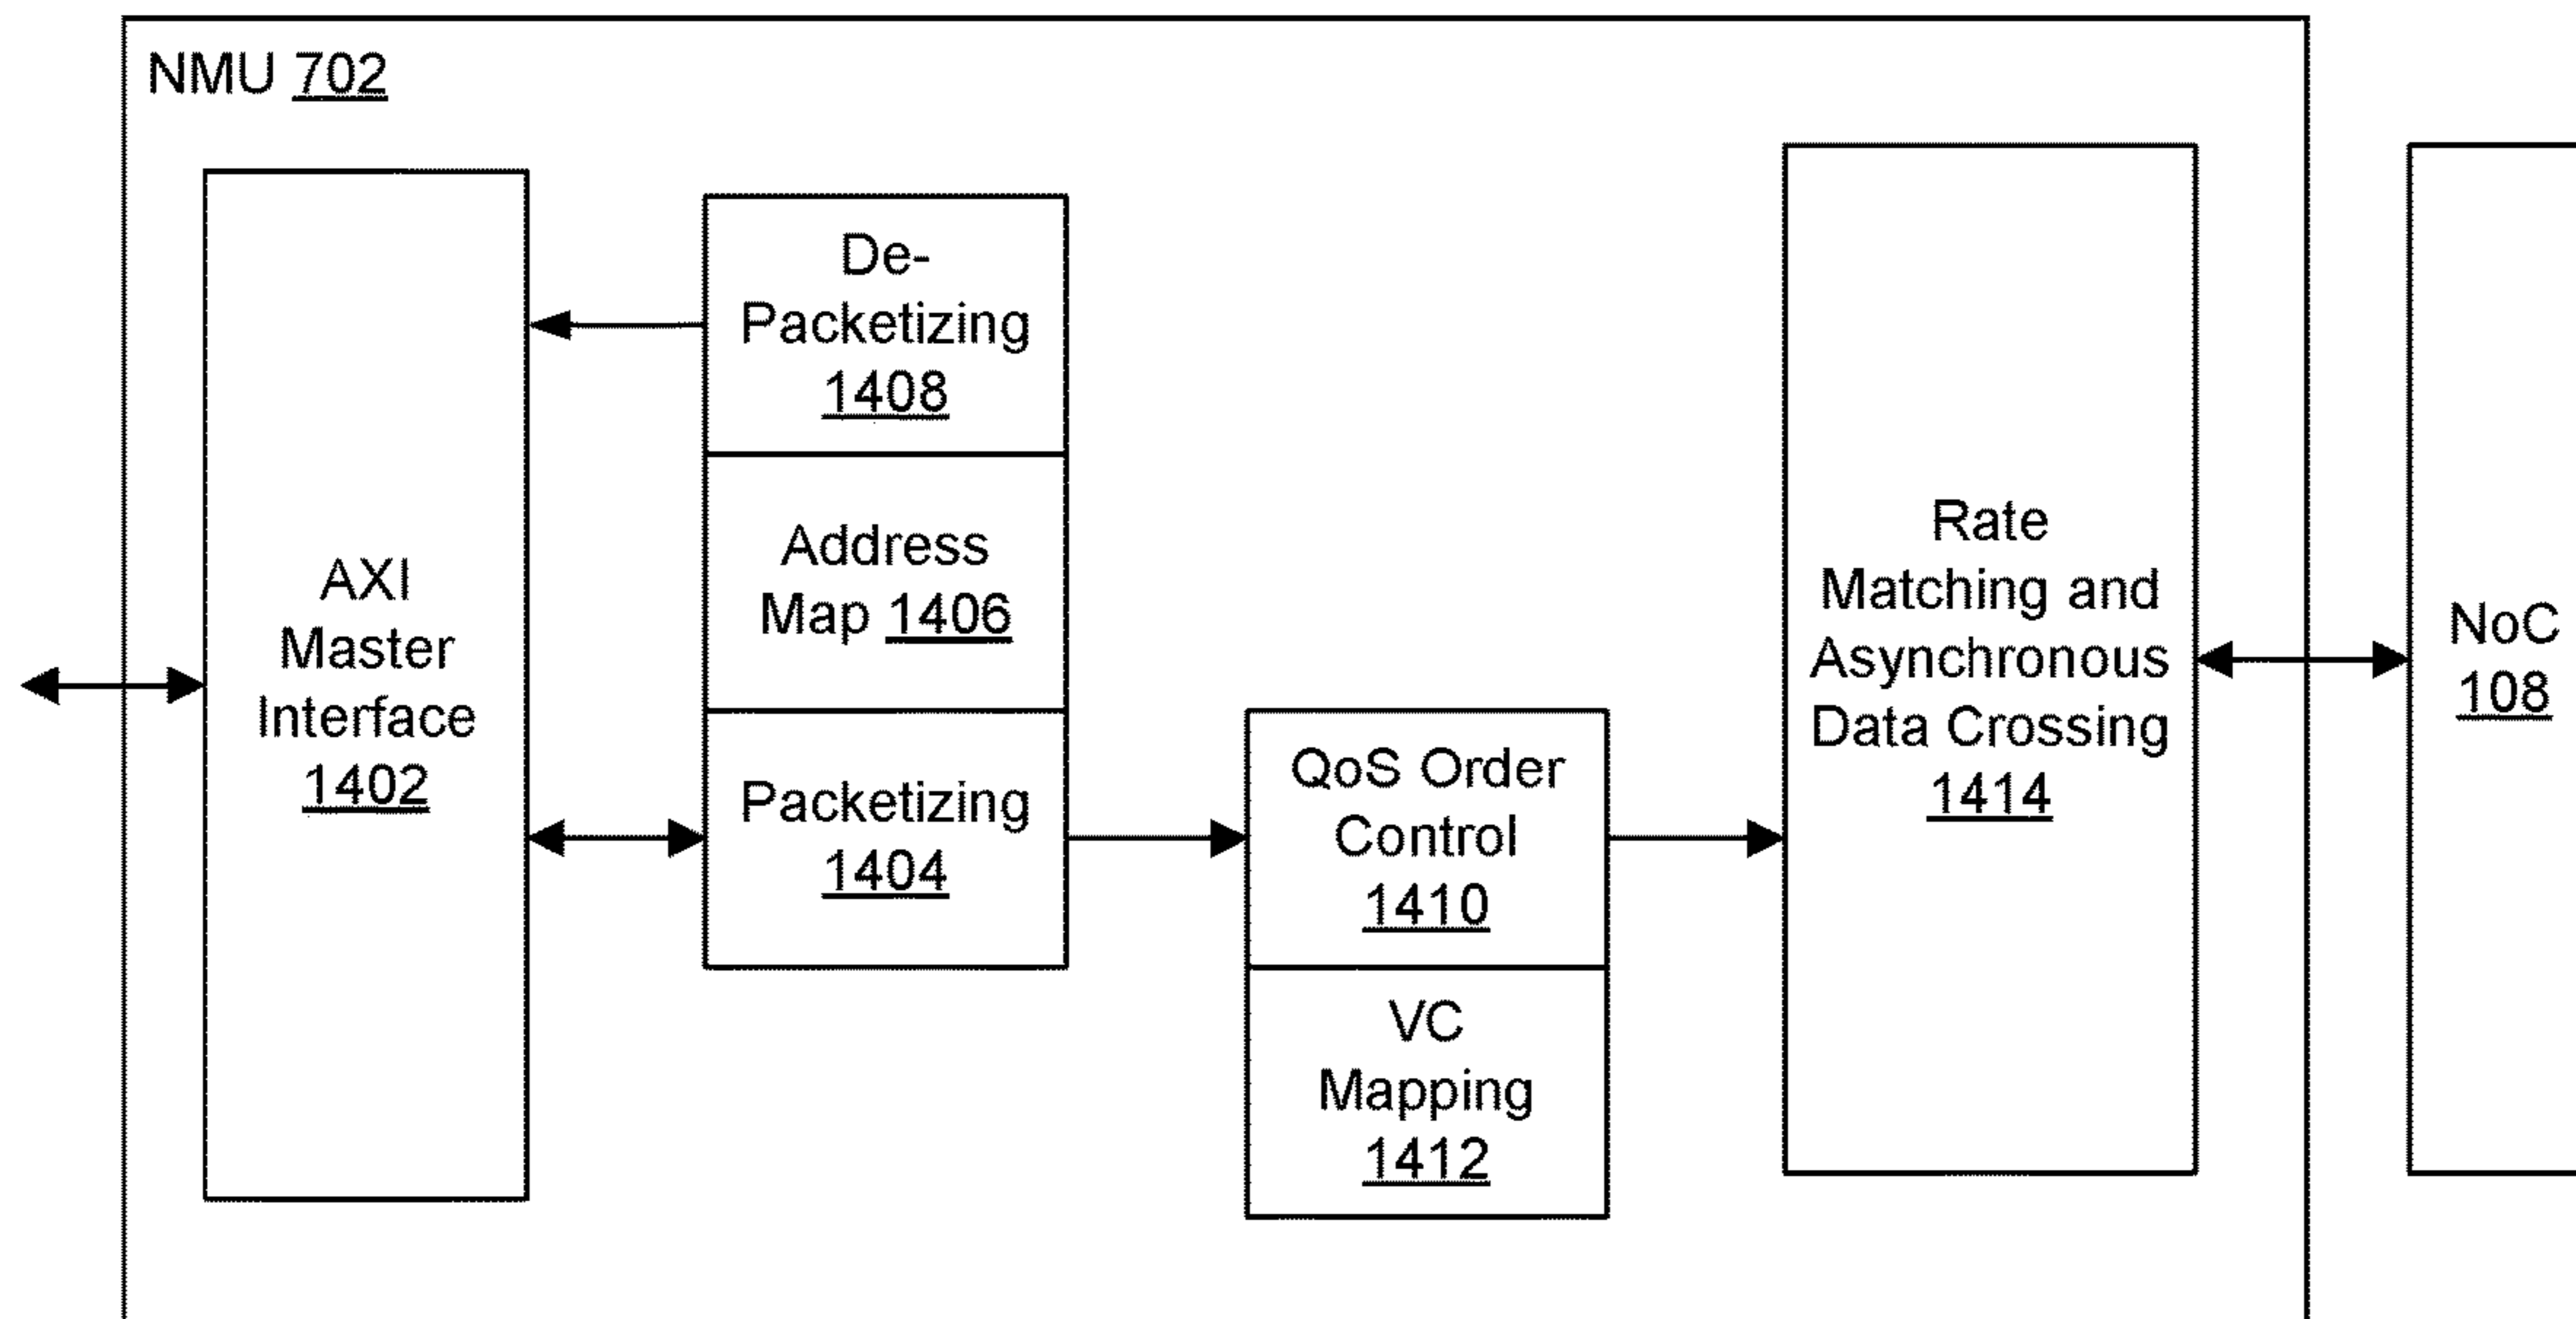 NMU 702
AXI
Master
Interface
1402
De-
Packetizing
1408
Address
Map 1406
Packetizing
1404
QoS Order
Control
1410
VC
Mapping
1412
Rate
Matching and
Asynchronous
Data Crossing
1414
NoC
108